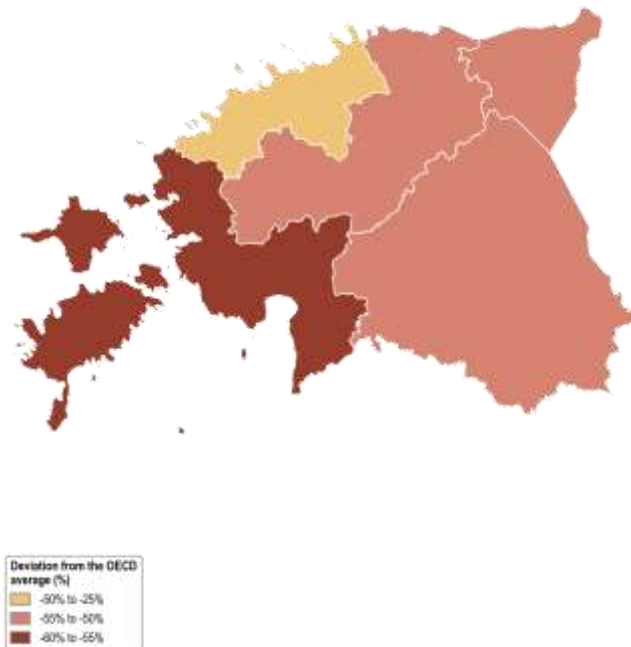 Deviation from the OECD
average (%)
-50% to -25%
-55% to -50%
-60% to -55%